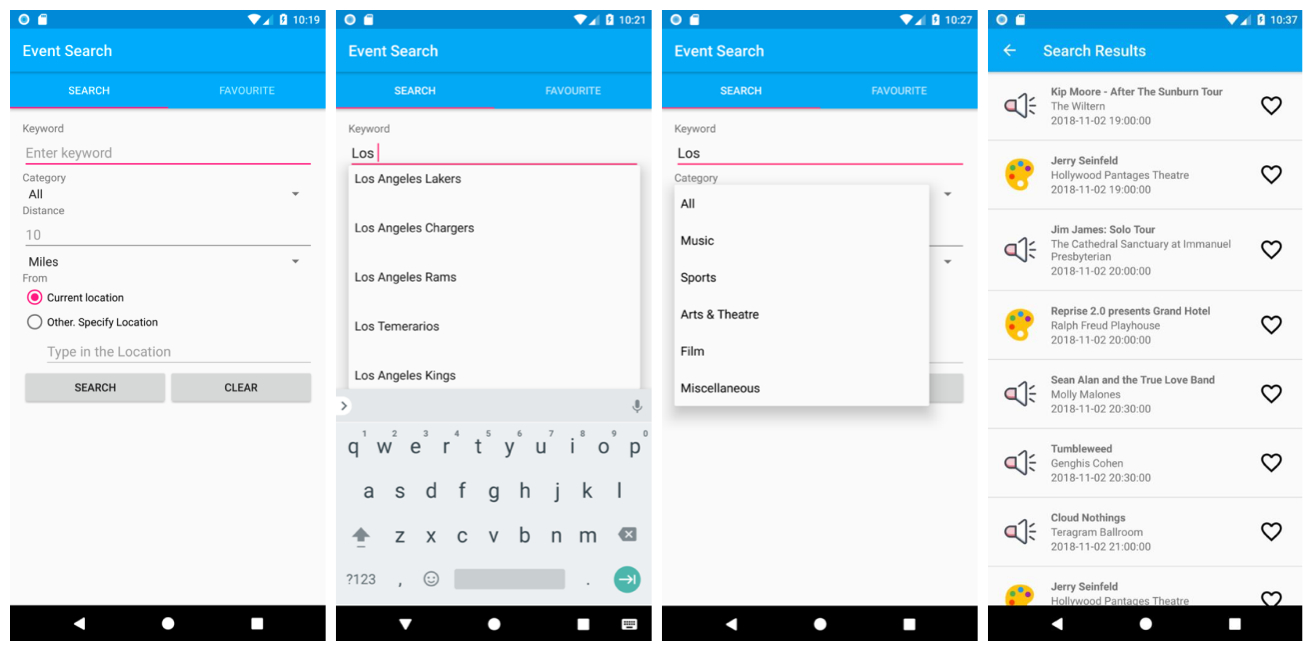 10:19
Event Search
SEARCH FAVOURITE
Keyword
Enter keyword
Category
All
Distance
10
Miles
From
Current location
Other. Specify Location
Type in the Location
SEARCH CLEAR
10:21
Event Search
SEARCH FAVOURITE
Keyword
Los
Los Angeles Lakers
Los Angeles Chargers
Los Angeles Rams
Los Temerarios
Los Angeles Kings
1 2 3 4 5 6 7 8 9 0
q w e r t y u i o p
a s d f g h j k l
z x c v b n m
?123 , .
10:27
Event Search
SEARCH FAVOURITE
Keyword
Los
Category
All
Music
Sports
Arts & Theatre
Film
Miscellaneous
10:37
Search Results
Kip Moore - After The Sunburn Tour
The Wiltern
2018-11-02 19:00:00
Jerry Seinfeld
Hollywood Pantages Theatre
2018-11-02 19:00:00
Jim James: Solo Tour
The Cathedral Sanctuary at Immanuel
Presbyterian
2018-11-02 20:00:00
Reprise 2.0 presents Grand Hotel
Ralph Freud Playhouse
2018-11-02 20:00:00
Sean Alan and the True Love Band
Molly Malones
2018-11-02 20:30:00
Tumbleweed
Genghis Cohen
2018-11-02 20:30:00
Cloud Nothings
Teragram Ballroom
2018-11-02 21:00:00
Jerry Seinfeld
Hollywood Pantages Theatre